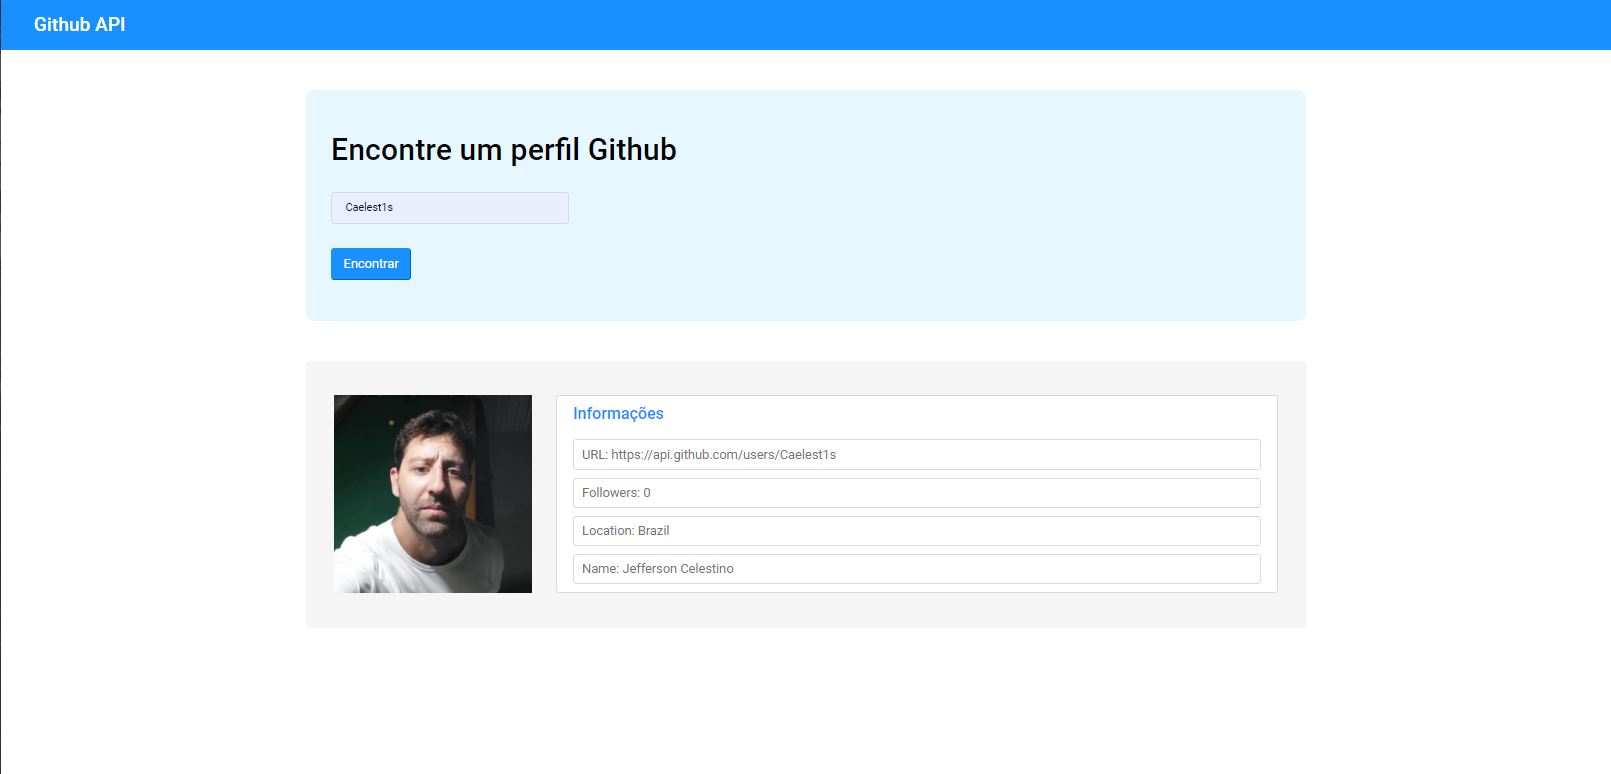 Github API
Encontre um perfil Github
Caelest1s
Encontrar
Informações
URL: https://api.github.com/users/Caelest1s
Followers: 0
Location: Brazil
Name: Jefferson Celestino